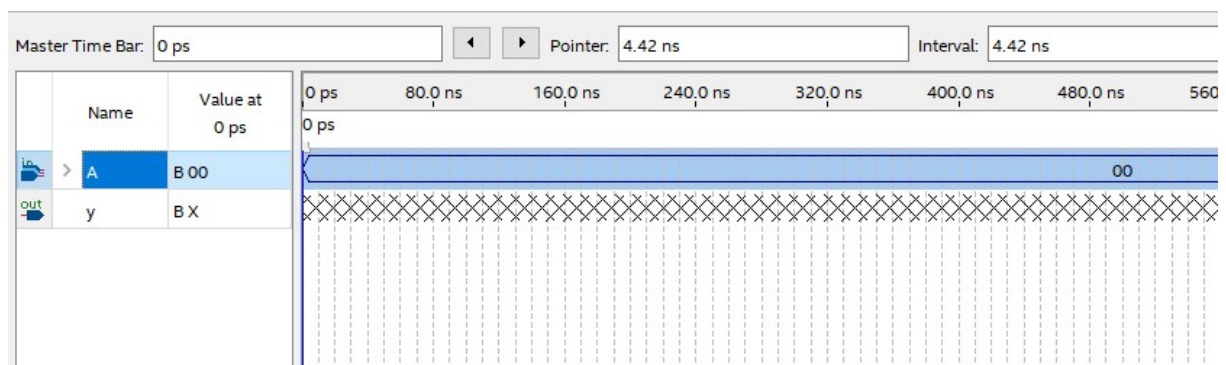 Master Time Bar: 0 ps Pointer: 4.42 ns Interval: 4.42 ns
Name Value at 0 ps 0 ps 80.0 ns 160.0 ns 240.0 ns 320.0 ns 400.0 ns 480.0 ns 560
0 ps
in > A B 00 00
out y B X